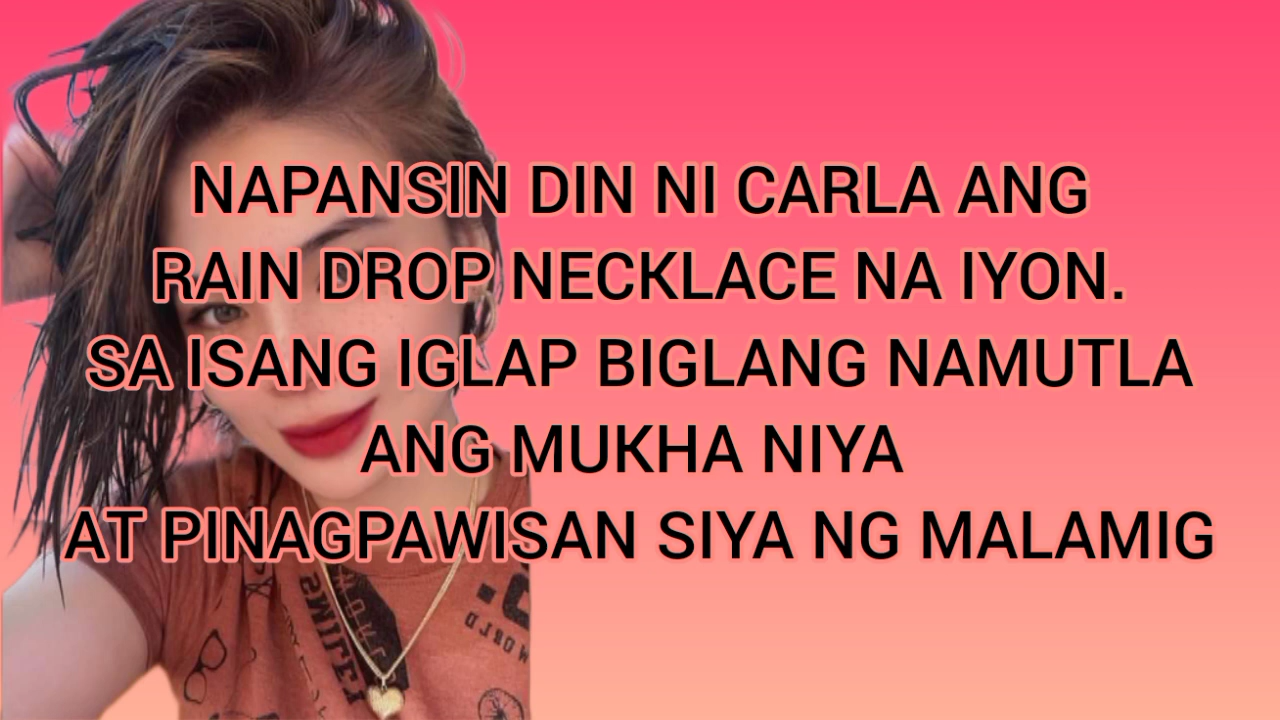 NAPANSIN DIN NI CARLA ANG
RAIN DROP NECKLACE NA IYON.
SA ISANG IGLAP BIGLANG NAMUTLA
ANG MUKHA NIYA
AT PINAGPAWISAN SIYA NG MALAMIG
WORLD